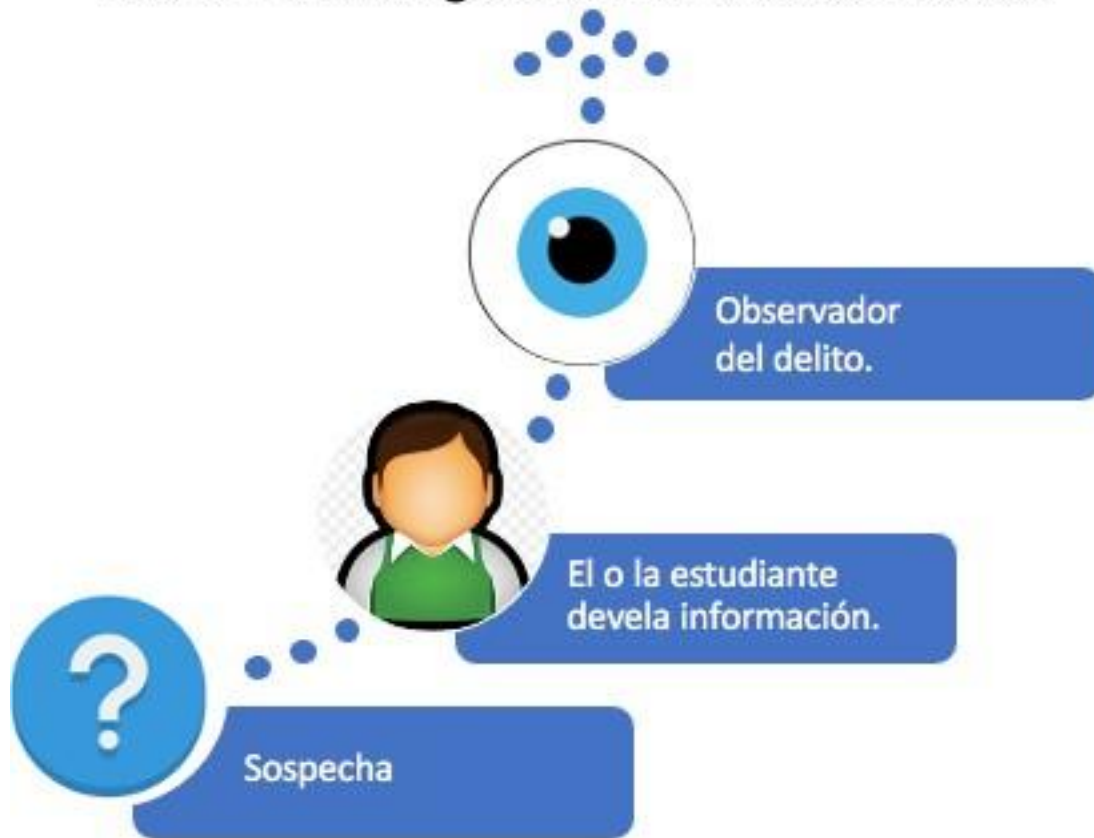 Observador
del delito.
El o la estudiante
devela información.
?
Sospecha